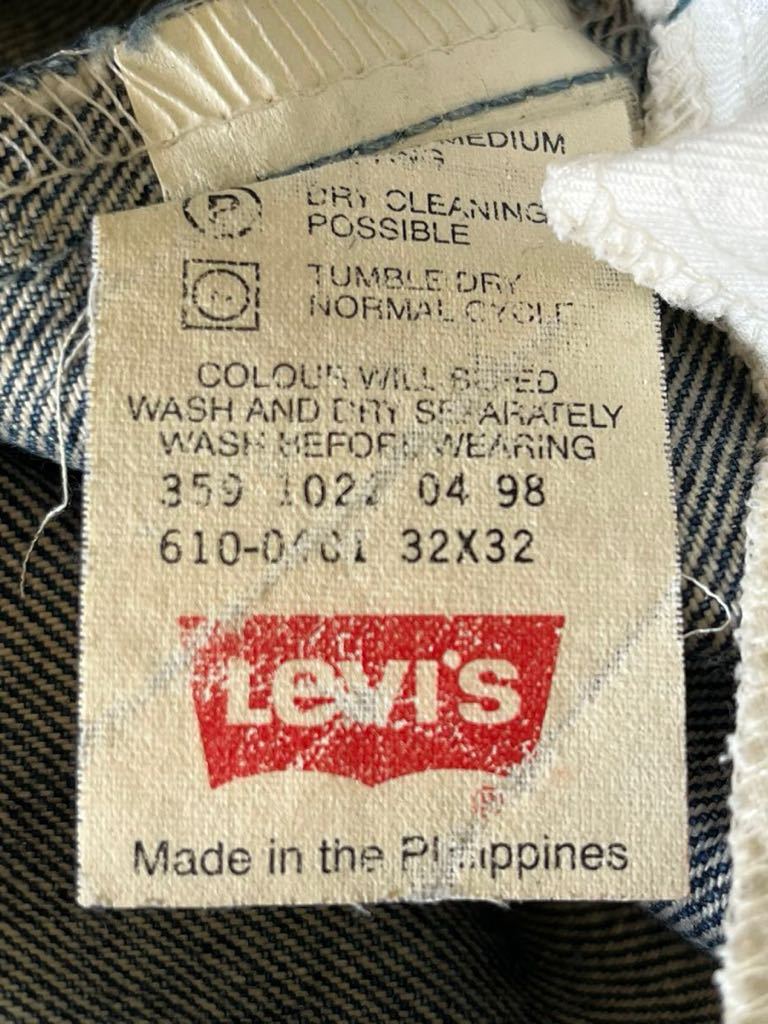 MEDIUM
P
DRY CLEANING
POSSIBLE
TUMBLE DRY
NORMAL CYCLE
COLOUR WILL BLEED
WASH AND DRY SEPARATELY
WASH BEFORE WEARING
359 04 98
32X32
Levi's
®
Made in the Philippines